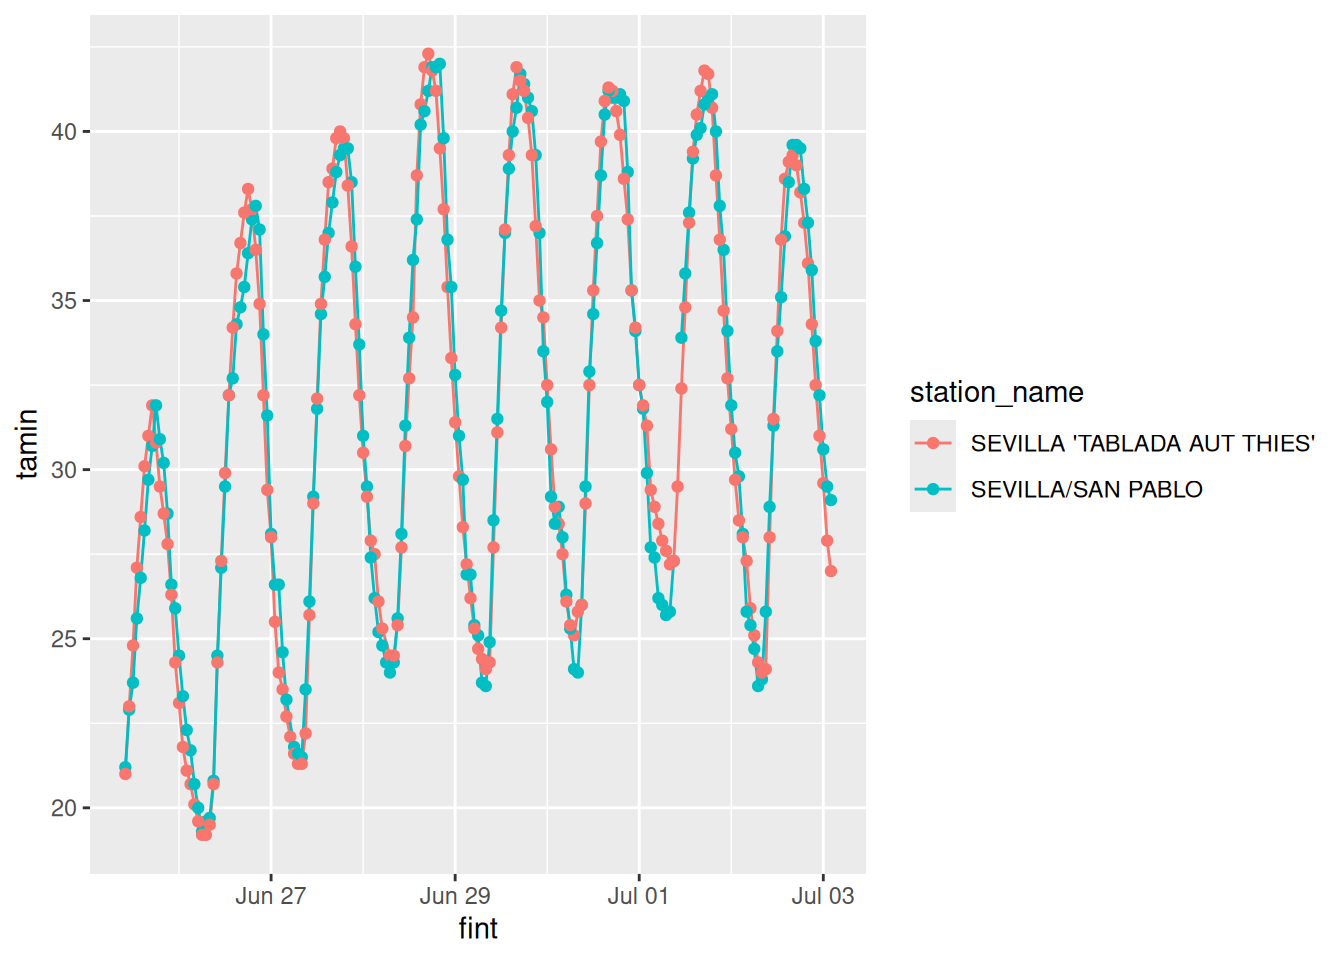 tamin
40
35
30
25
20
Jun 27
Jun 29
Jul 01
Jul 03
fint
station_name
SEVILLA 'TABLADA AUT THIES'
SEVILLA/SAN PABLO